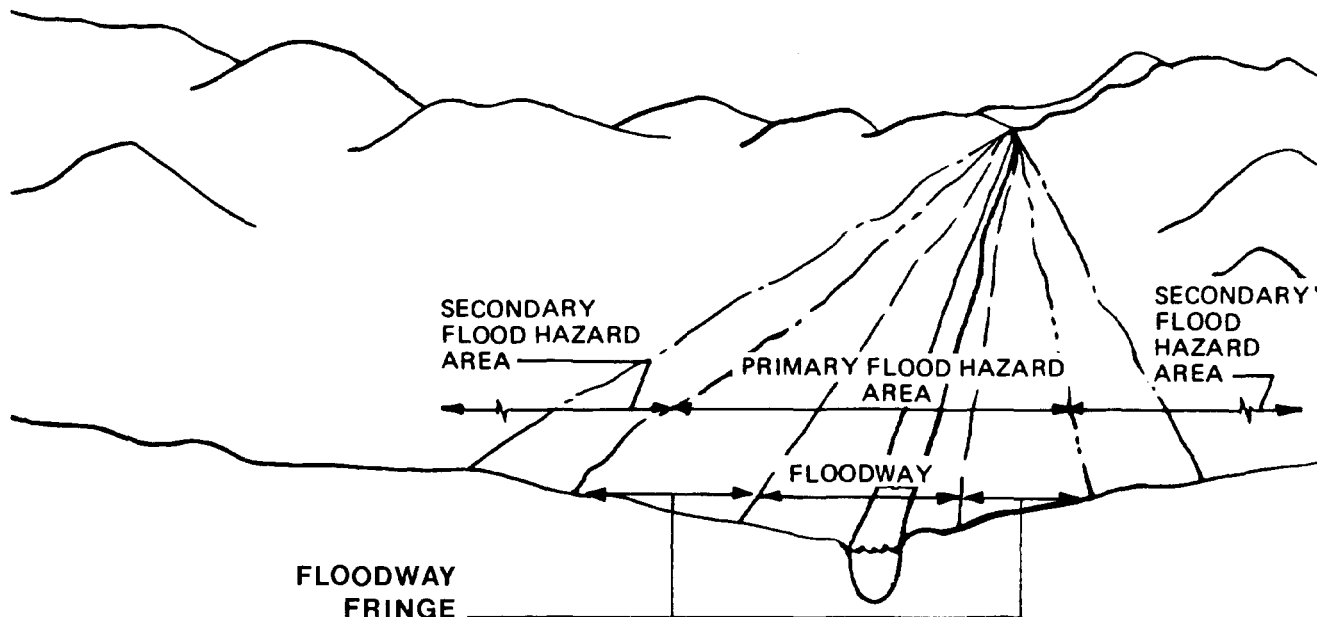 SECONDARY
FLOOD HAZARD
AREA
PRIMARY FLOOD HAZARD
AREA
SECONDARY
FLOOD
HAZARD
AREA
FLOODWAY
FLOODWAY
FRINGE